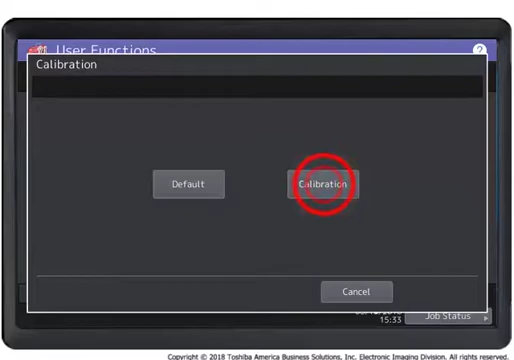 User Functions ?
Calibration
Default Calibration
Cancel
15:33 Job Status
Copyright © 2018 Toshiba America Business Solutions, Inc. Electronic Imaging Division. All rights reserved.